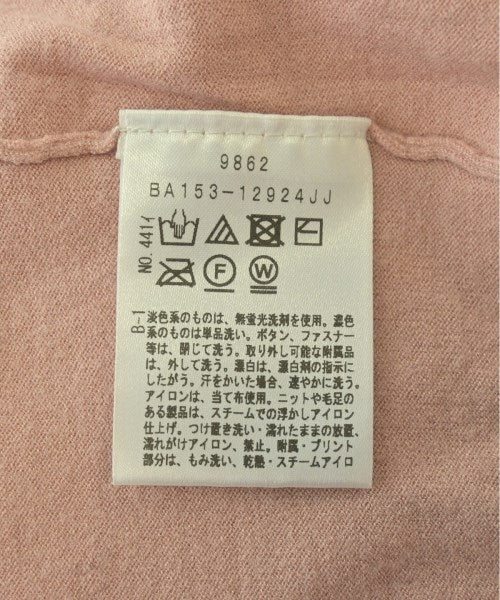 9862
BA153-12924JJ
NO. 441イ
F W
B-1
淡色系のものは、無蛍光洗剤を使用。濃色
系のものは単品洗い。ボタン、ファスナー
等は、閉じて洗う。取り外し可能な附属品
は、外して洗う。漂白は、漂白剤の指示に
したがう。汗をかいた場合、速やかに洗う。
アイロンは、当て布使用。ニットや毛足の
ある製品は、スチームでの浮かしアイロン
仕上げ。つけ置き洗い・濡れたままの放置、
濡れがけアイロン、禁止。附属・プリント
部分は、もみ洗い、乾熱・スチームアイロ